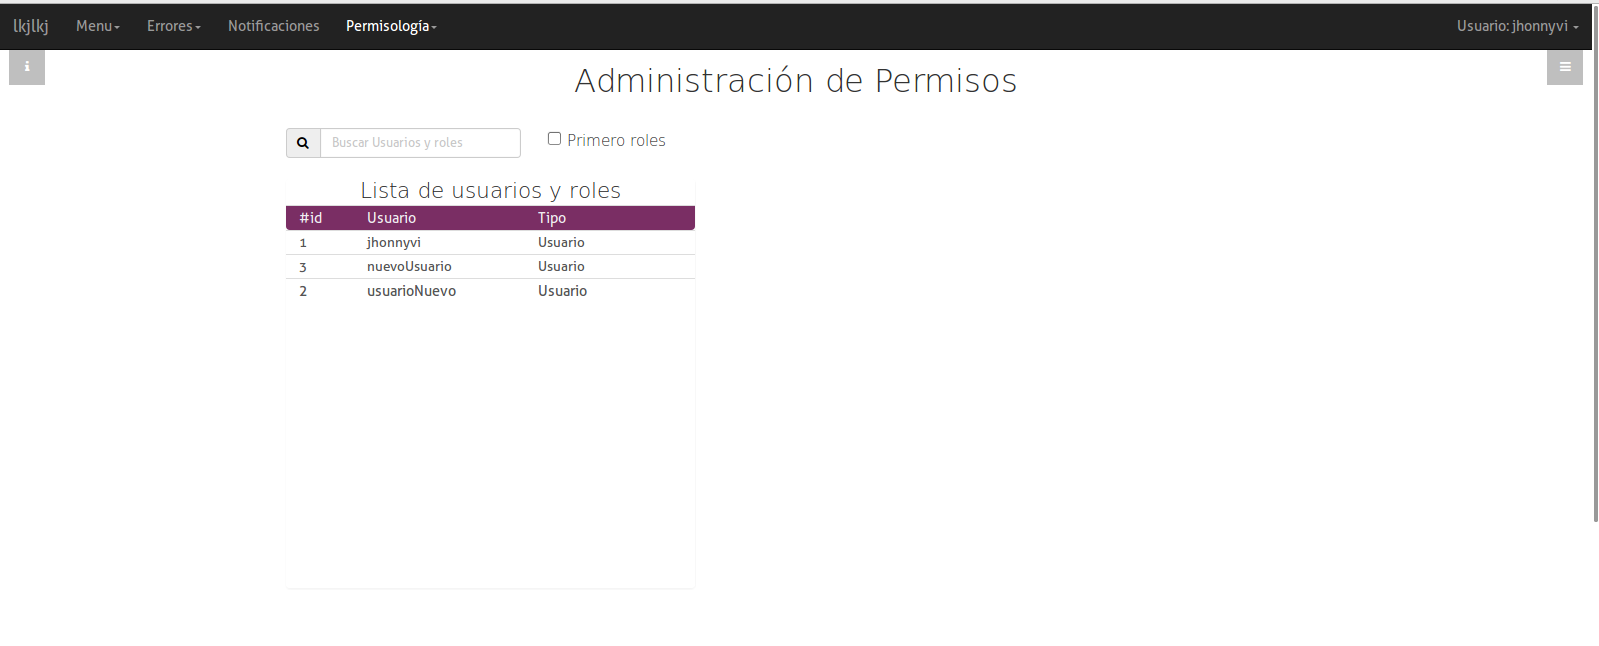 lkjlkj Menu Errores Notificaciones Permisología Usuario: jhonnyvi
Administración de Permisos
Buscar Usuarios y roles Primero roles
Lista de usuarios y roles
#id Usuario Tipo
1 jhonnyvi Usuario
3 nuevoUsuario Usuario
2 usuarioNuevo Usuario